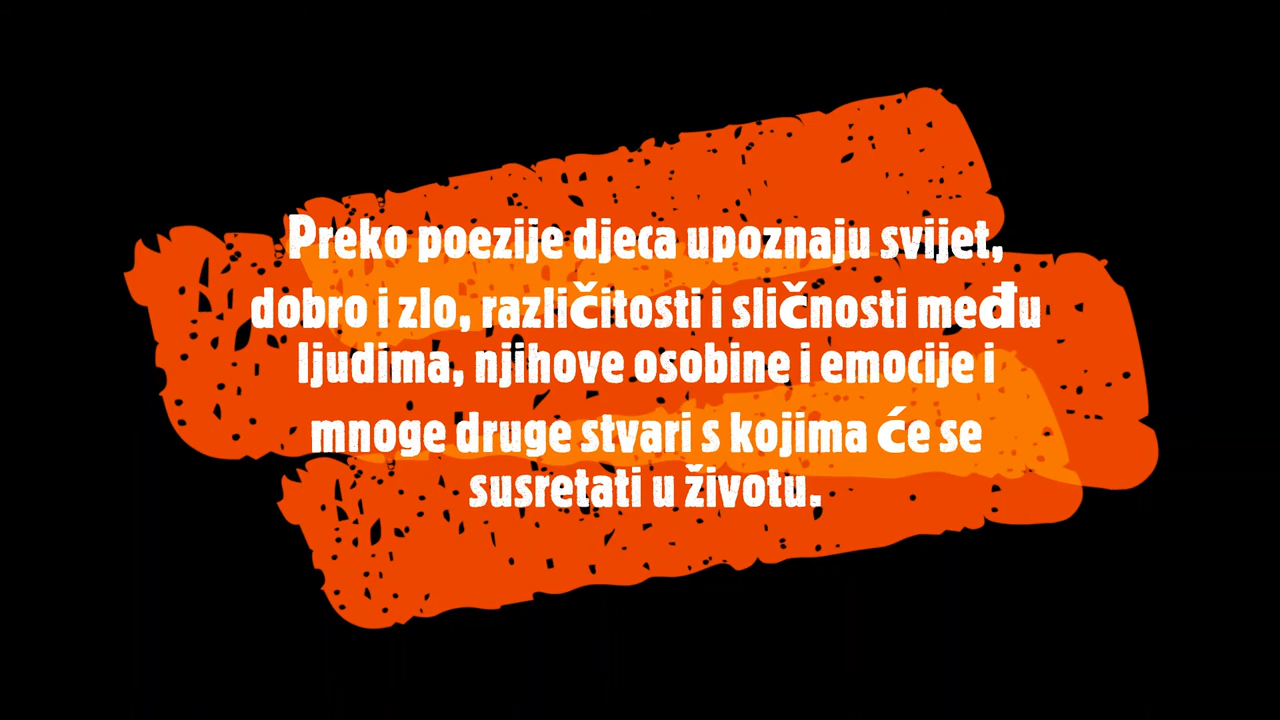 Preko poezije djeca upoznaju svijet,
dobro i zlo, različitosti i sličnosti među
ljudima, njihove osobine i emocije i
mnoge druge stvari s kojima će se
susretati u životu.